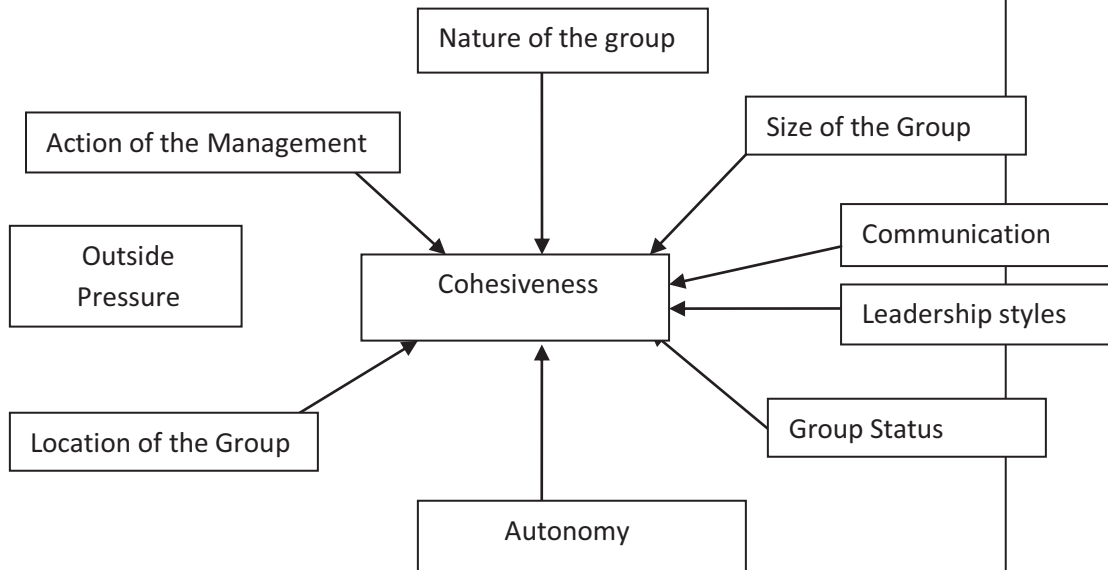 Nature of the group
Size of the Group
Action of the Management
Communication
Outside
Pressure
Cohesiveness
Leadership styles
Location of the Group
Group Status
Autonomy